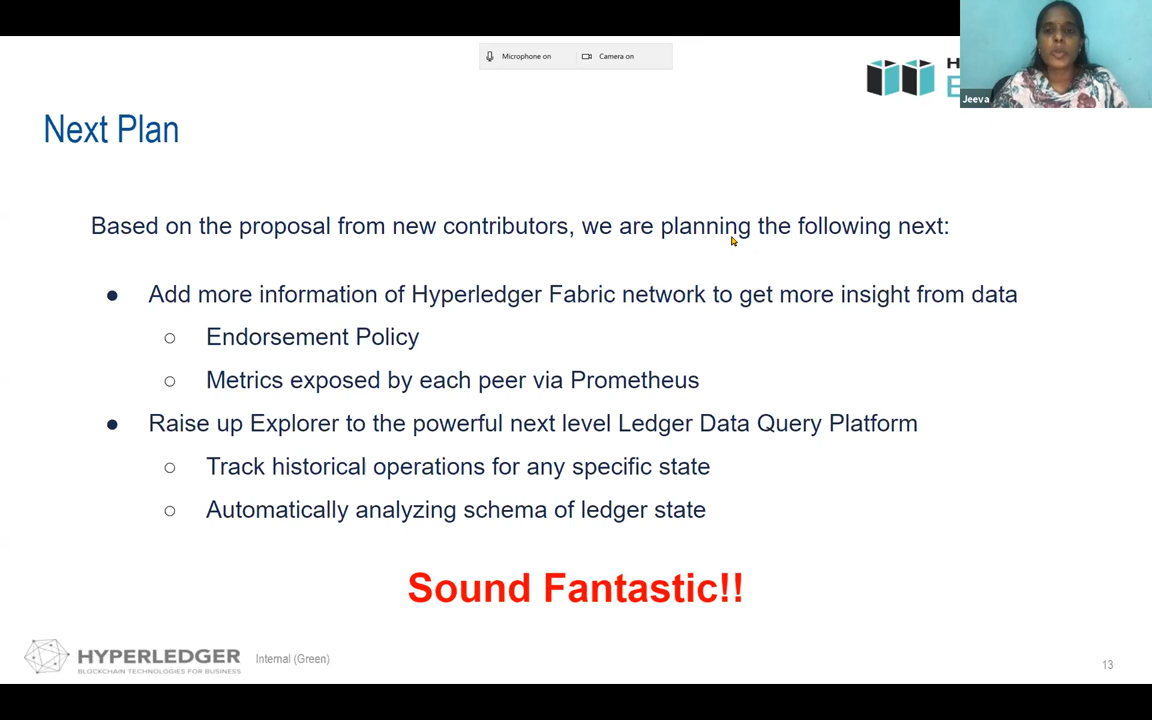 Microphone on
Camera on
H
E
Jeeva
Next Plan
Based on the proposal from new contributors, we are planning the following next:
● Add more information of Hyperledger Fabric network to get more insight from data
○ Endorsement Policy
○ Metrics exposed by each peer via Prometheus
● Raise up Explorer to the powerful next level Ledger Data Query Platform
○ Track historical operations for any specific state
○ Automatically analyzing schema of ledger state
Sound Fantastic!!
HYPERLEDGER
BLOCKCHAIN TECHNOLOGIES FOR BUSINESS
Internal (Green)
13